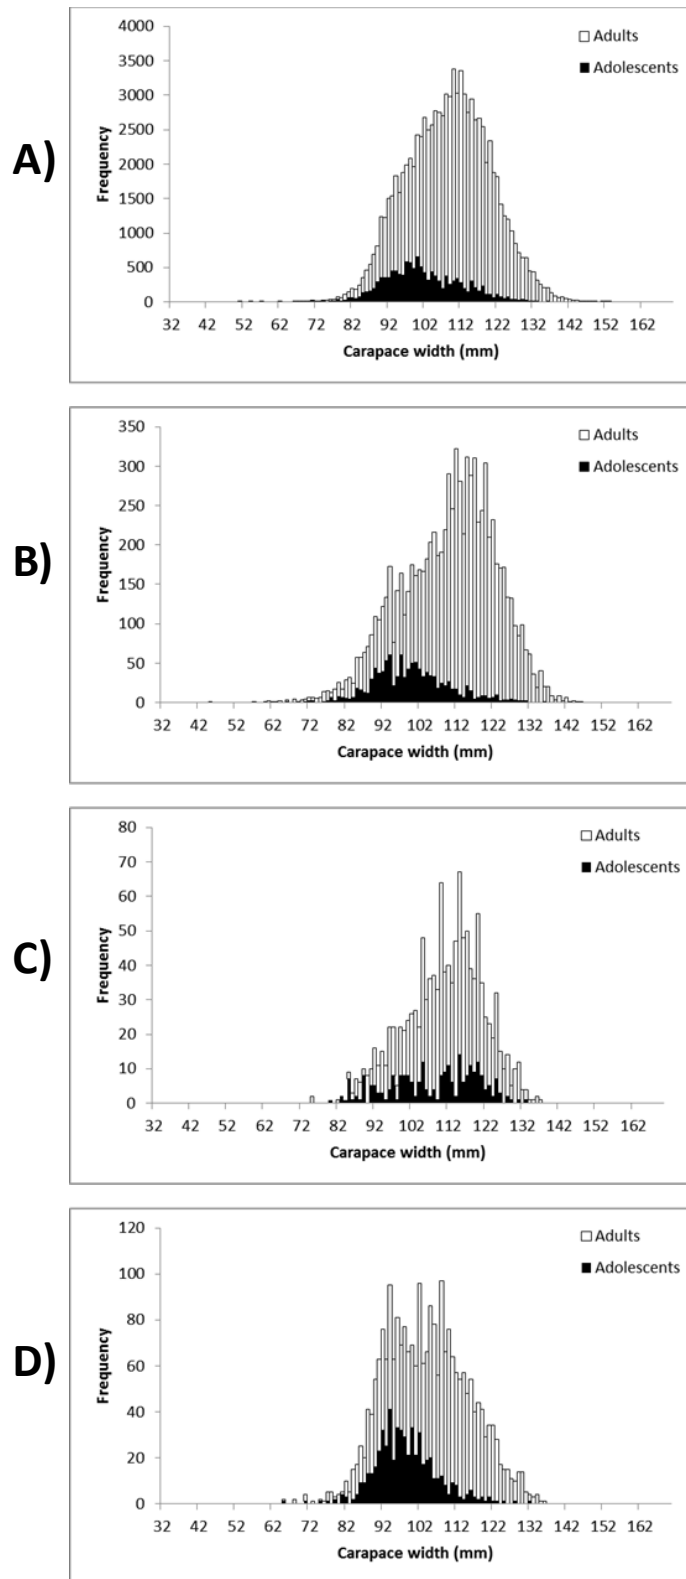 A)
Frequency
4000
3500
3000
2500
2000
1500
1000
500
0
Adults
Adolescents
32 42 52 62 72 82 92 102 112 122 132 142 152 162
Carapace width (mm)
B)
Frequency
350
300
250
200
150
100
50
0
Adults
Adolescents
32 42 52 62 72 82 92 102 112 122 132 142 152 162
Carapace width (mm)
C)
Frequency
80
70
60
50
40
30
20
10
0
Adults
Adolescents
32 42 52 62 72 82 92 102 112 122 132 142 152 162
Carapace width (mm)
D)
Frequency
120
100
80
60
40
20
0
Adults
Adolescents
32 42 52 62 72 82 92 102 112 122 132 142 152 162
Carapace width (mm)